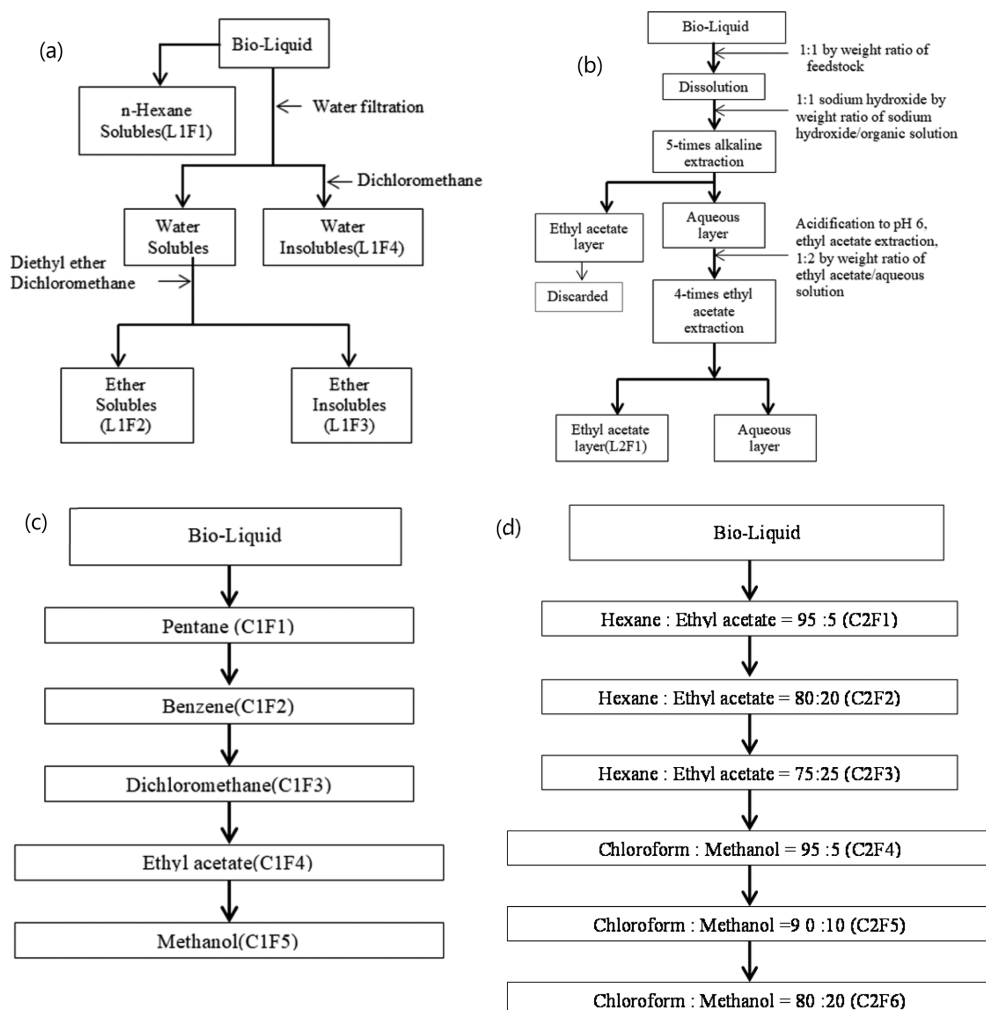 (a)
Bio-Liquid
n-Hexane
Solubles(L1F1)
Water filtration
Dichloromethane
Water
Solubles
Water
Insolubles(L1F4)
Diethyl ether
Dichloromethane
Ether
Solubles
(L1F2)
Ether
Insolubles
(L1F3)
(b)
Bio-Liquid
1:1 by weight ratio of
feedstock
Dissolution
1:1 sodium hydroxide by
weight ratio of sodium
hydroxide/organic solution
5-times alkaline
extraction
Ethyl acetate
layer
Aqueous
layer
Acidification to pH 6,
ethyl acetate extraction,
1:2 by weight ratio of
ethyl acetate/aqueous
solution
Discarded
4-times ethyl
acetate
extraction
Ethyl acetate
layer(L2F1)
Aqueous
layer
(c)
Bio-Liquid
Pentane (C1F1)
Benzene(C1F2)
Dichloromethane(C1F3)
Ethyl acetate(C1F4)
Methanol(C1F5)
(d)
Bio-Liquid
Hexane : Ethyl acetate = 95 :5 (C2F1)
Hexane : Ethyl acetate = 80:20 (C2F2)
Hexane : Ethyl acetate = 75:25 (C2F3)
Chloroform : Methanol = 95 :5 (C2F4)
Chloroform : Methanol =9 0 :10 (C2F5)
Chloroform : Methanol = 80 :20 (C2F6)